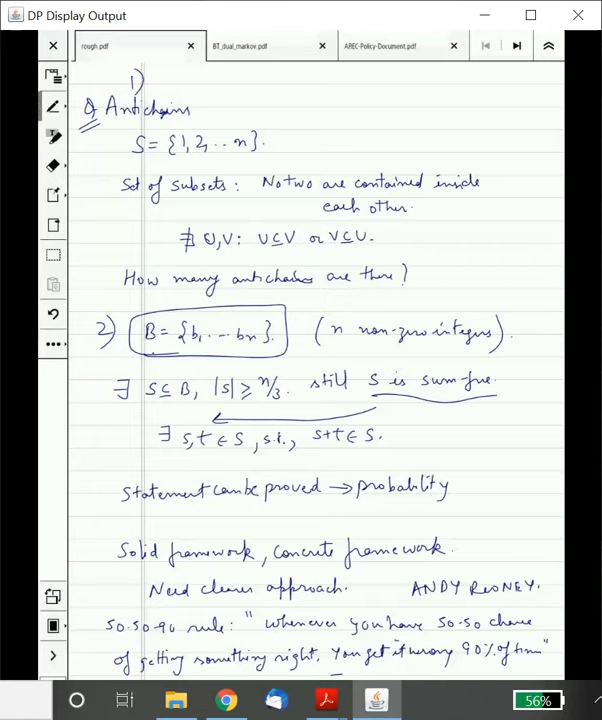 DP Display Output
rough.pdf
BT_dual_markov.pdf
AREC-Policy-Document.pdf
1)
Q Antichains
S = {1, 2, .. n}.
Set of subsets : No two are contained inside
each other.
∄ U, V : U ⊆ V or V ⊆ U.
How many antichains are there ?
2) B = {b, . - bn}. (n non-zero integers).
∃ S ⊆ B, |S| ≥ n/3. still S is sum-free.
∃ s, t ∈ S, s.t., s+t ∈ S.
Statement can be proved → probability
Solid framework, Concrete framework.
Need clearer approach. ANDY ROONEY.
50-50-90 rule: "Whenever you have 50-50 chance
of getting something right, You get it wrong 90% of time"
56%